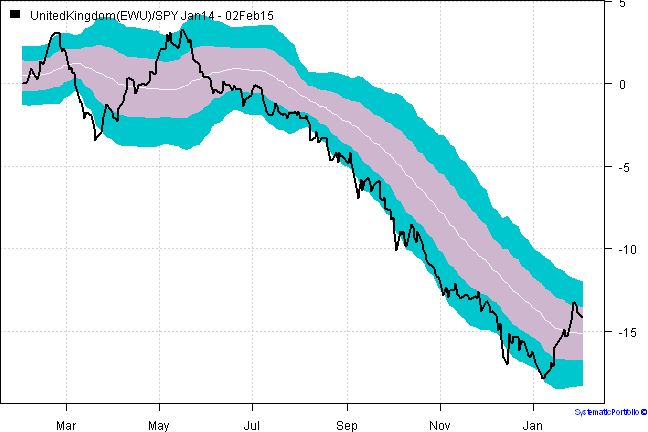 UnitedKingdom(EWU)/SPY Jan14 - 02Feb15
5
0
-5
-10
-15
Mar May Jul Sep Nov Jan
SystematicPortfolio ©